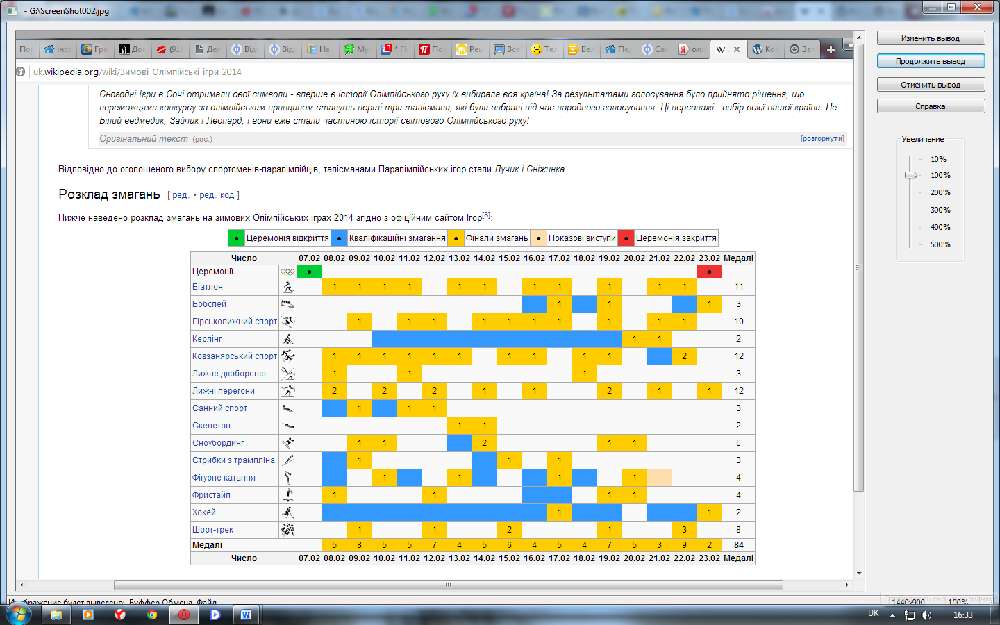 - G:\ScreenShot002.jpg
Пор інст Гра До (91) Деп Від Від На Му * П Пос Рец Всё Тел Вел Пед Сай олі W Ков Заг
uk.wikipedia.org/wiki/Зимові_Олімпійські_ігри_2014
Сьогодні Ігри в Сочі отримали свої символи - вперше в історії Олімпійського руху їх вибирала вся країна! За результатами голосування було прийнято рішення, що
переможцями конкурсу за олімпійським принципом стануть перші три талісмани, які були вибрані під час народного голосування. Ці персонажі - вибір всієї нашої країни. Це
Білий ведмедик, Зайчик і Леопард, і вони вже стали частиною історії світового Олімпійського руху!
Оригінальний текст (рос.) [розгорнути]
Відповідно до оголошеного вибору спортсменів-паралімпійців, талісманами Паралімпійських ігор стали Лучик і Сніжинка.
Розклад змагань [ ред. • ред. код ]
Нижче наведено розклад змагань на зимових Олімпійських іграх 2014 згідно з офіційним сайтом Ігор[8]:
● Церемонія відкриття ● Кваліфікаційні змагання ● Фінали змагань ● Показові виступи ● Церемонія закриття
Число 07.02 08.02 09.02 10.02 11.02 12.02 13.02 14.02 15.02 16.02 17.02 18.02 19.02 20.02 21.02 22.02 23.02 Медалі
Церемонії ● ●
Біатлон 1 1 1 1 1 1 1 1 1 1 1 11
Бобслей 1 1 1 3
Гірськолижний спорт 1 1 1 1 1 1 1 1 1 1 10
Керлінг 1 1 2
Ковзанярський спорт 1 1 1 1 1 1 1 1 1 1 2 12
Лижне двоборство 1 1 1 3
Лижні перегони 2 2 2 1 1 2 1 1 12
Санний спорт 1 1 1 3
Скелетон 1 1 2
Сноубординг 1 1 2 1 1 6
Стрибки з трампліна 1 1 1 3
Фігурне катання 1 1 1 1 4
Фристайл 1 1 1 1 4
Хокей 1 1 2
Шорт-трек 1 1 2 1 3 8
Медалі 5 8 5 5 7 4 5 6 4 5 4 7 5 3 9 2 84
Число 07.02 08.02 09.02 10.02 11.02 12.02 13.02 14.02 15.02 16.02 17.02 18.02 19.02 20.02 21.02 22.02 23.02 Медалі
Изменить вывод
Продолжить вывод
Отменить вывод
Справка
Увеличение
10%
100%
200%
300%
400%
500%
Изображение будет выведено: Буффер Обмена, Файл
1440x900 100%
UK 16:33